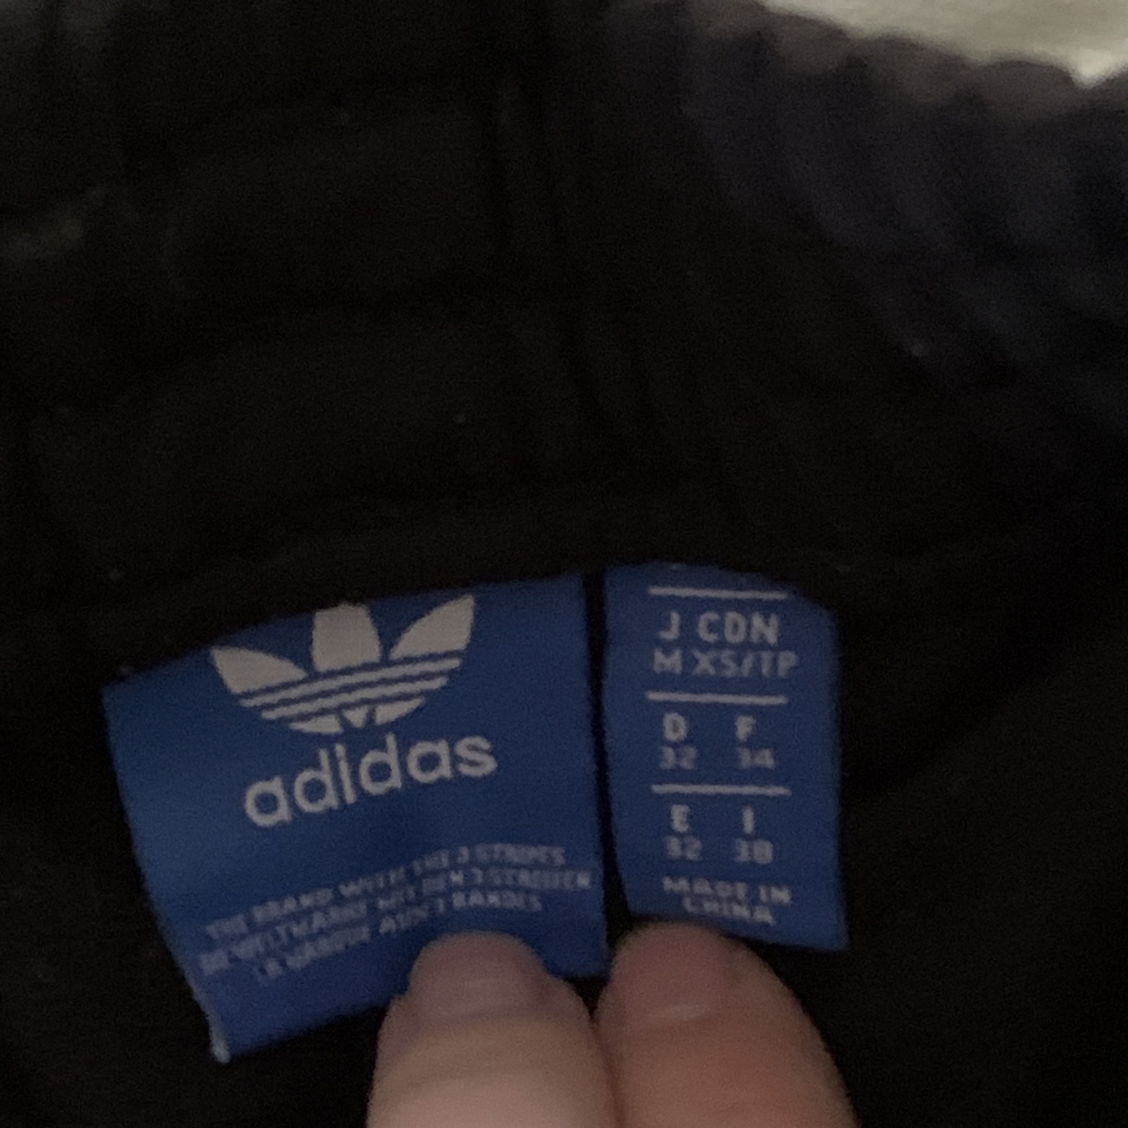 adidas
THE BRAND WITH THE 3 STRIPES
DIE WELTMARKE MIT DEN 3 STREIFEN
LA MARQUE AUX 3 BANDES
J CDN
M XS/TP
D F
32 34
E I
32 38
MADE IN
CHINA